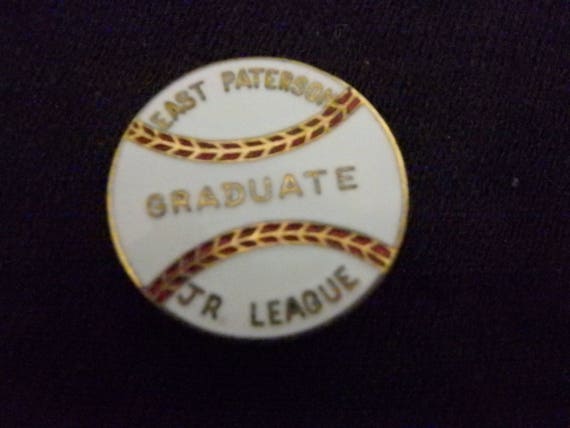 EAST PATERSON
GRADUATE
JR. LEAGUE